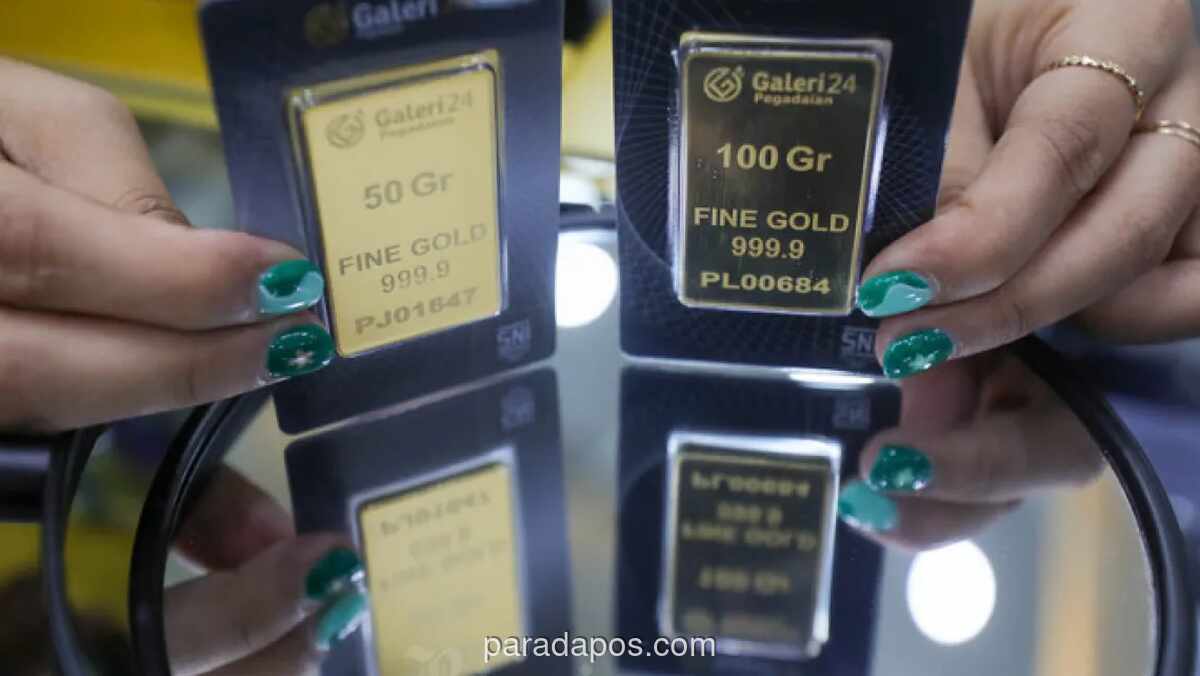 Galeri
Galeri24
Pegadaian
50 Gr
FINE GOLD
999.9
PJ01647
SNI
Galeri24
Pegadaian
100 Gr
FINE GOLD
999.9
PL00684
SNI
paradapos.com